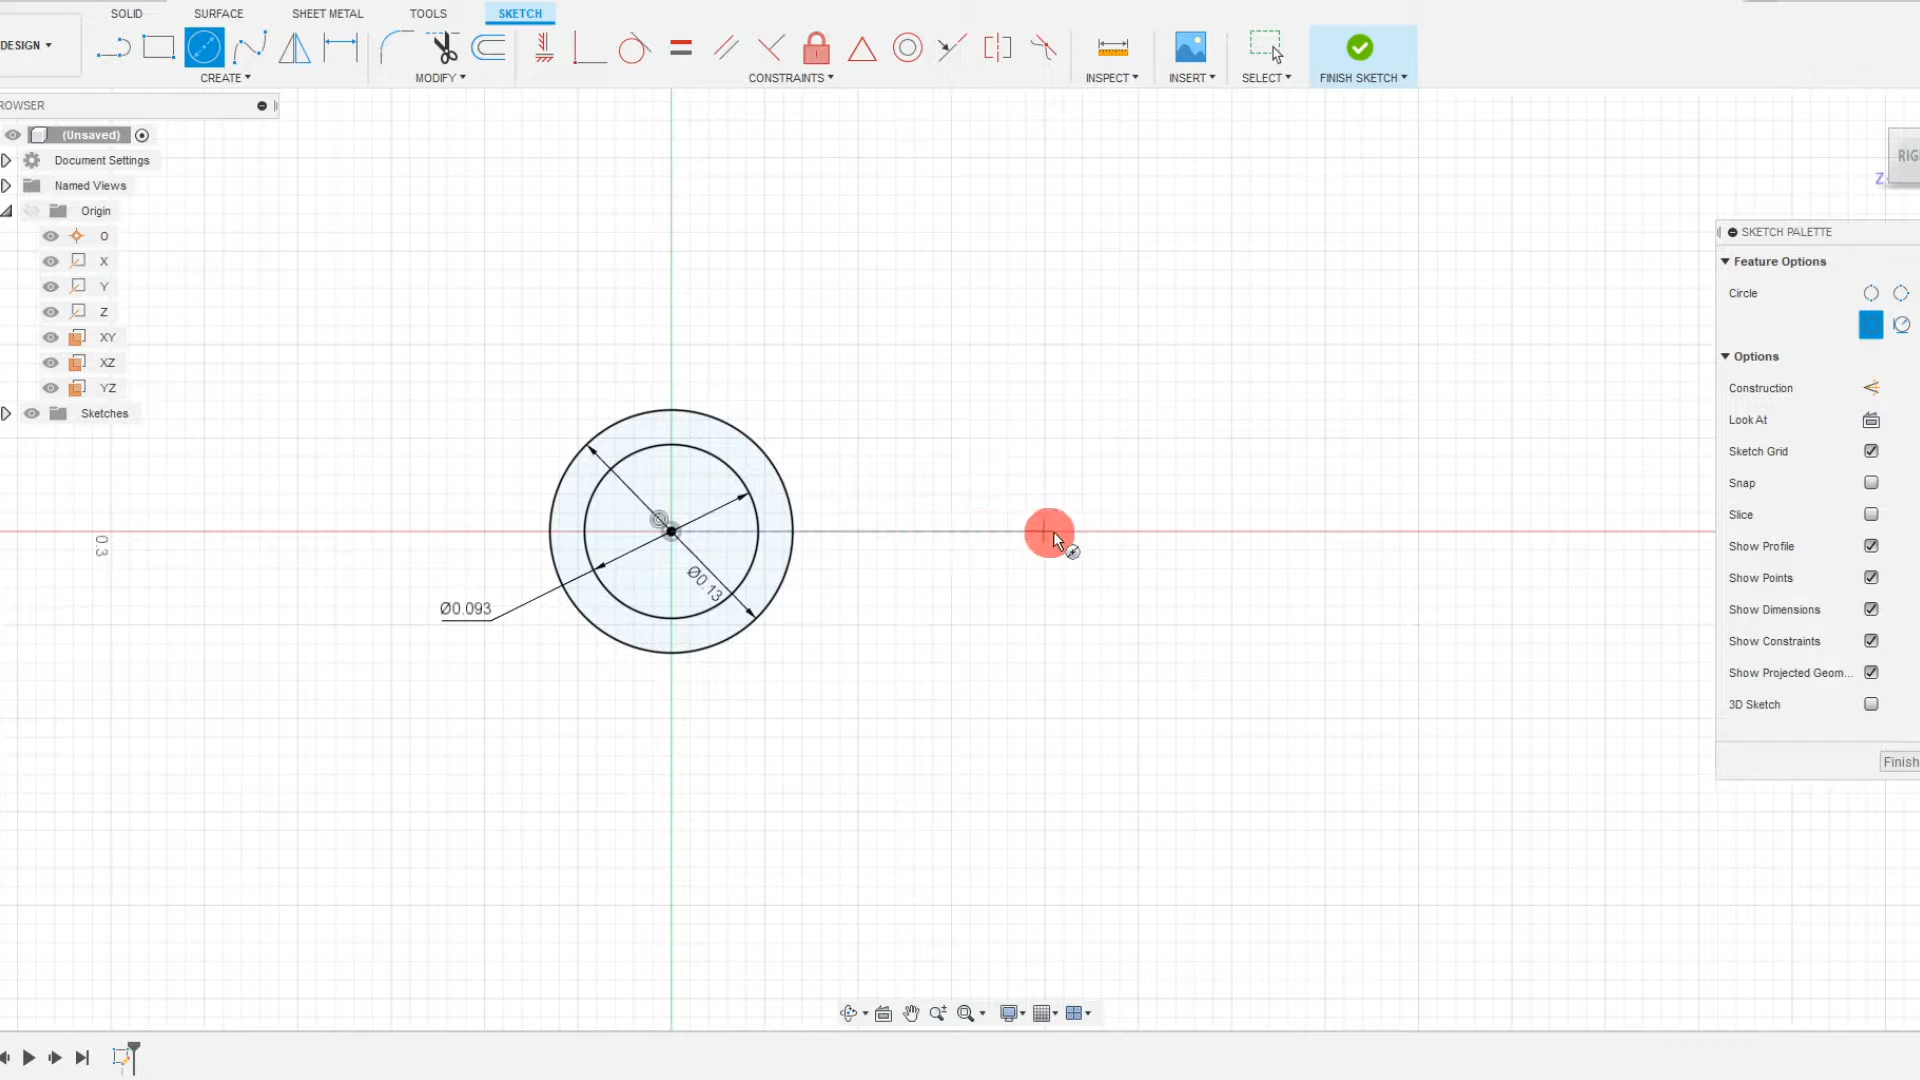 SOLID SURFACE SHEET METAL TOOLS SKETCH
DESIGN
CREATE MODIFY CONSTRAINTS INSPECT INSERT SELECT FINISH SKETCH
ROWSER
(Unsaved)
Document Settings
Named Views
Origin
O
X
Y
Z
XY
XZ
YZ
Sketches
RIG
Z
0.3
Ø0.093
Ø0.13
SKETCH PALETTE
Feature Options
Circle
Options
Construction
Look At
Sketch Grid
Snap
Slice
Show Profile
Show Points
Show Dimensions
Show Constraints
Show Projected Geom...
3D Sketch
Finish